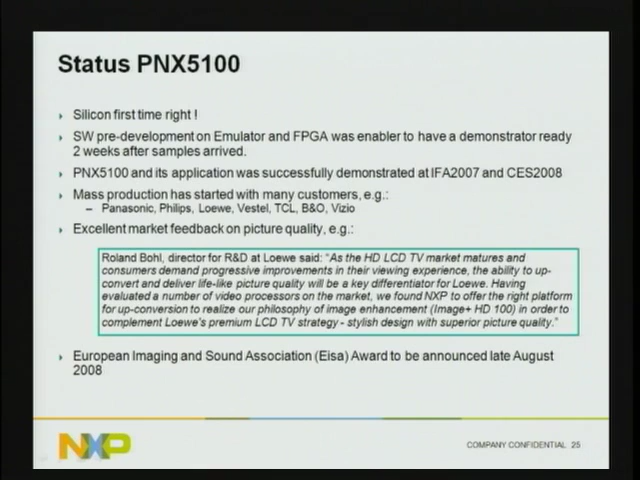 Status PNX5100
Silicon first time right !
SW pre-development on Emulator and FPGA was enabler to have a demonstrator ready
2 weeks after samples arrived.
PNX5100 and its application was successfully demonstrated at IFA2007 and CES2008
Mass production has started with many customers, e.g.:
– Panasonic, Philips, Loewe, Vestel, TCL, B&O, Vizio
Excellent market feedback on picture quality, e.g.:
Roland Bohl, director for R&D at Loewe said: "As the HD LCD TV market matures and
consumers demand progressive improvements in their viewing experience, the ability to up-
convert and deliver life-like picture quality will be a key differentiator for Loewe. Having
evaluated a number of video processors on the market, we found NXP to offer the right platform
for up-conversion to realize our philosophy of image enhancement (Image+ HD 100) in order to
complement Loewe's premium LCD TV strategy - stylish design with superior picture quality."
European Imaging and Sound Association (Eisa) Award to be announced late August
2008
NXP
COMPANY CONFIDENTIAL 25